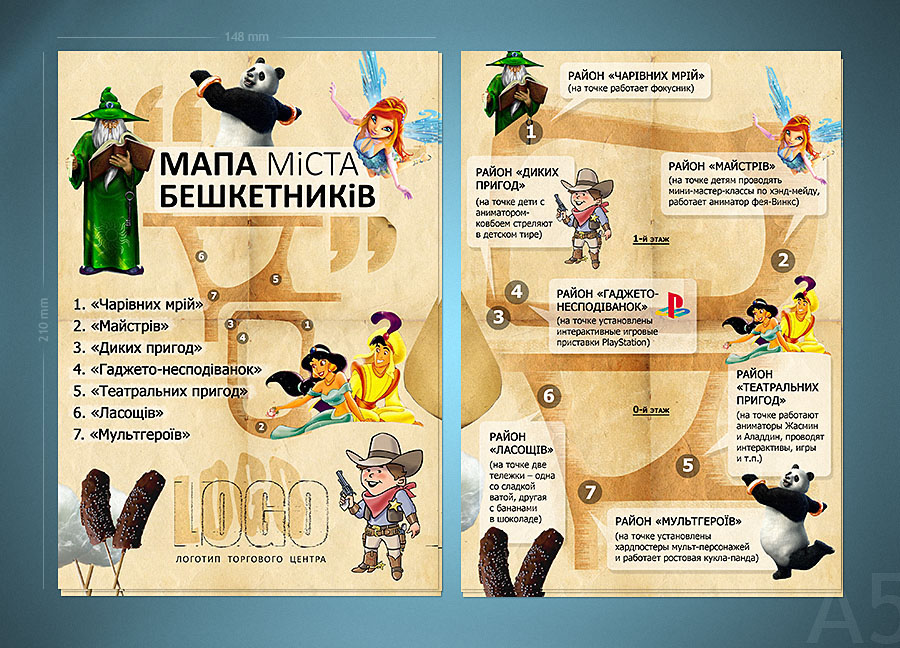 148 mm
210 mm
МАПА МіСТА
БЕШКЕТНИКіВ
6
5
7
3
1
4
2
1. «Чарівних мрій»
2. «Майстрів»
3. «Диких пригод»
4. «Гаджето-несподіванок»
5. «Театральних пригод»
6. «Ласощів»
7. «Мультгероїв»
LOGO
ЛОГОТИП ТОРГОВОГО ЦЕНТРА
РАЙОН «ЧАРІВНИХ МРІЙ»
(на точке работает фокусник)
1
РАЙОН «ДИКИХ
ПРИГОД»
(на точке дети с
аниматором-
ковбоем стреляют
в детском тире)
РАЙОН «МАЙСТРІВ»
(на точке детям проводять
мини-мастер-классы по хэнд-мейду,
работает аниматор фея-Винкс)
1-й этаж
2
4
3
РАЙОН «ГАДЖЕТО-
НЕСПОДІВАНОК»
(на точке установлены
интерактивные игровые
приставки PlayStation)
РАЙОН
«ТЕАТРАЛЬНИХ
ПРИГОД»
(на точке работают
аниматоры Жасмин
и Аладдин, проводят
интерактивы, игры
и т.п.)
6
0-й этаж
РАЙОН
«ЛАСОЩІВ»
(на точке две
тележки – одна
со сладкой
ватой, другая
с бананами
в шоколаде)
5
7
РАЙОН «МУЛЬТГЕРОЇВ»
(на точке установлены
хардпостеры мульт-персонажей
и работает ростовая кукла-панда)
A5